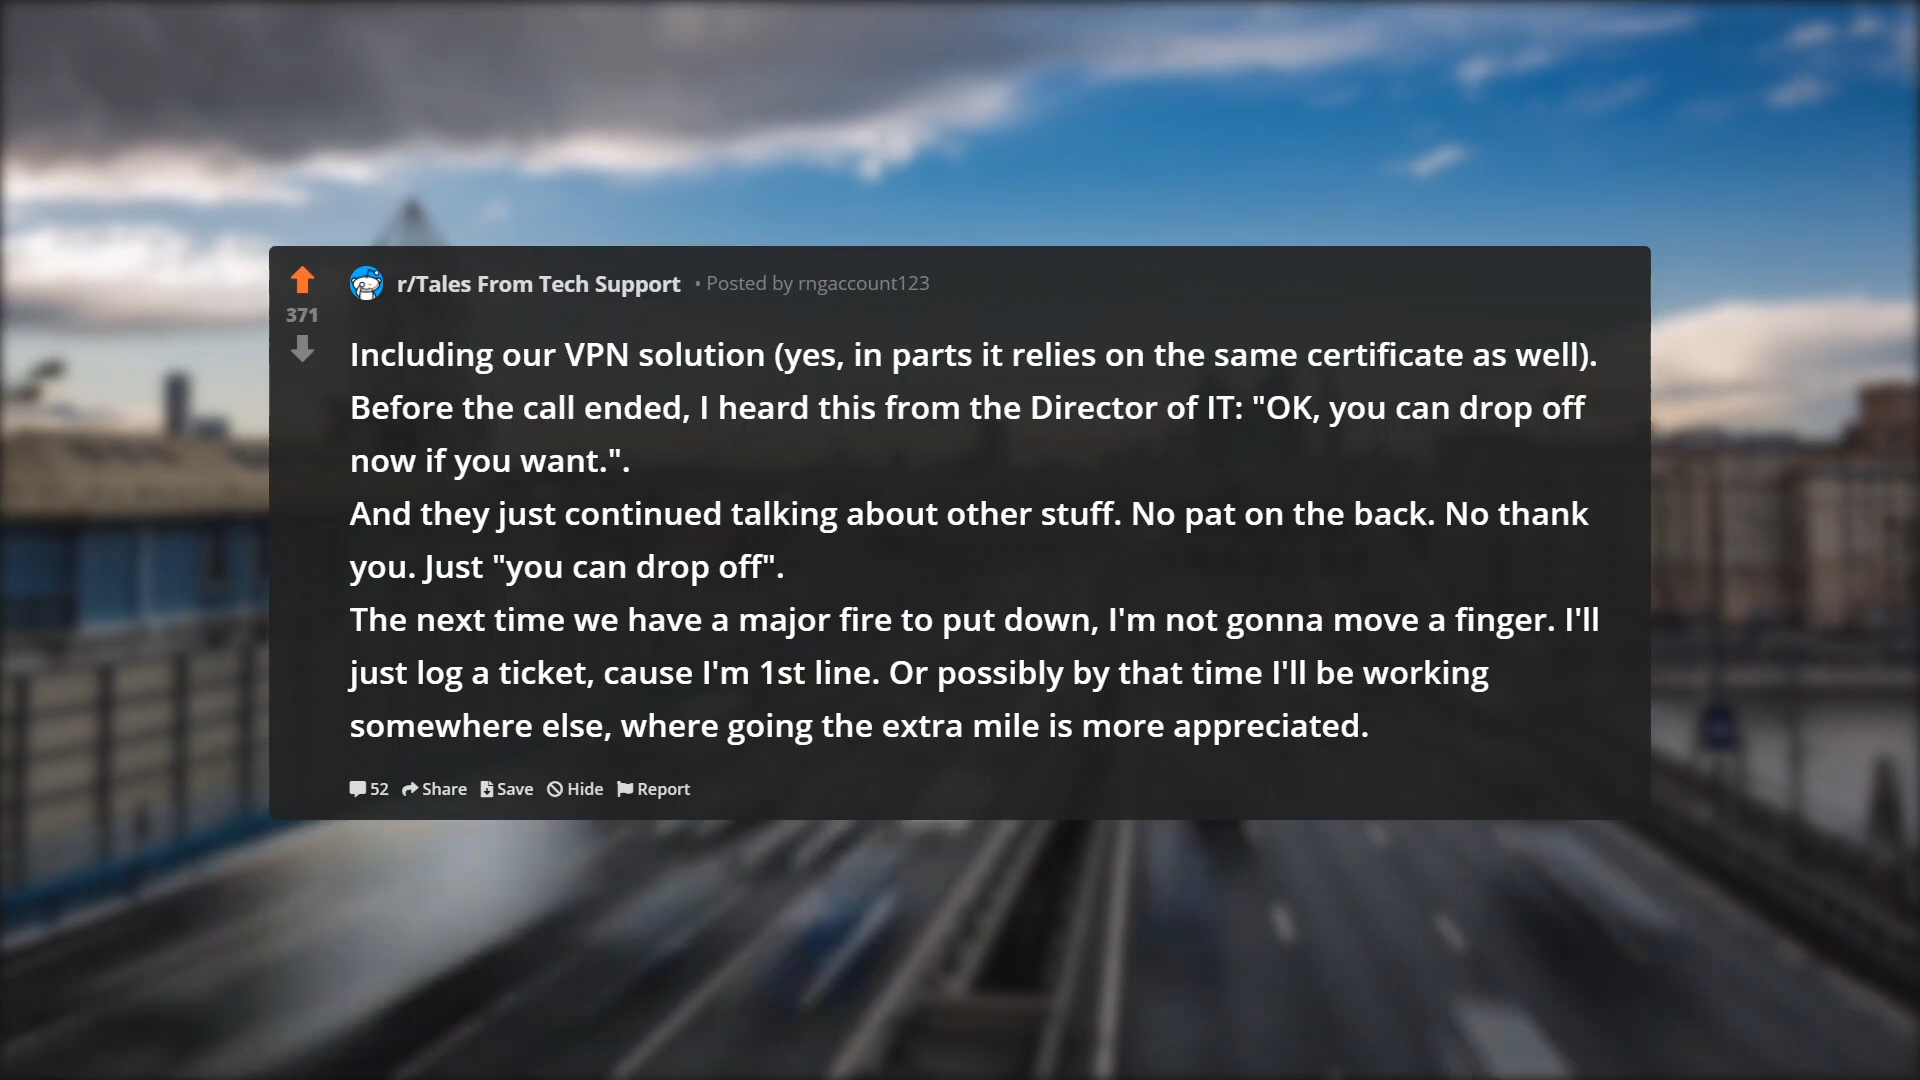 r/Tales From Tech Support • Posted by rngaccount123
371
Including our VPN solution (yes, in parts it relies on the same certificate as well).
Before the call ended, I heard this from the Director of IT: "OK, you can drop off
now if you want.".
And they just continued talking about other stuff. No pat on the back. No thank
you. Just "you can drop off".
The next time we have a major fire to put down, I'm not gonna move a finger. I'll
just log a ticket, cause I'm 1st line. Or possibly by that time I'll be working
somewhere else, where going the extra mile is more appreciated.
52 Share Save Hide Report